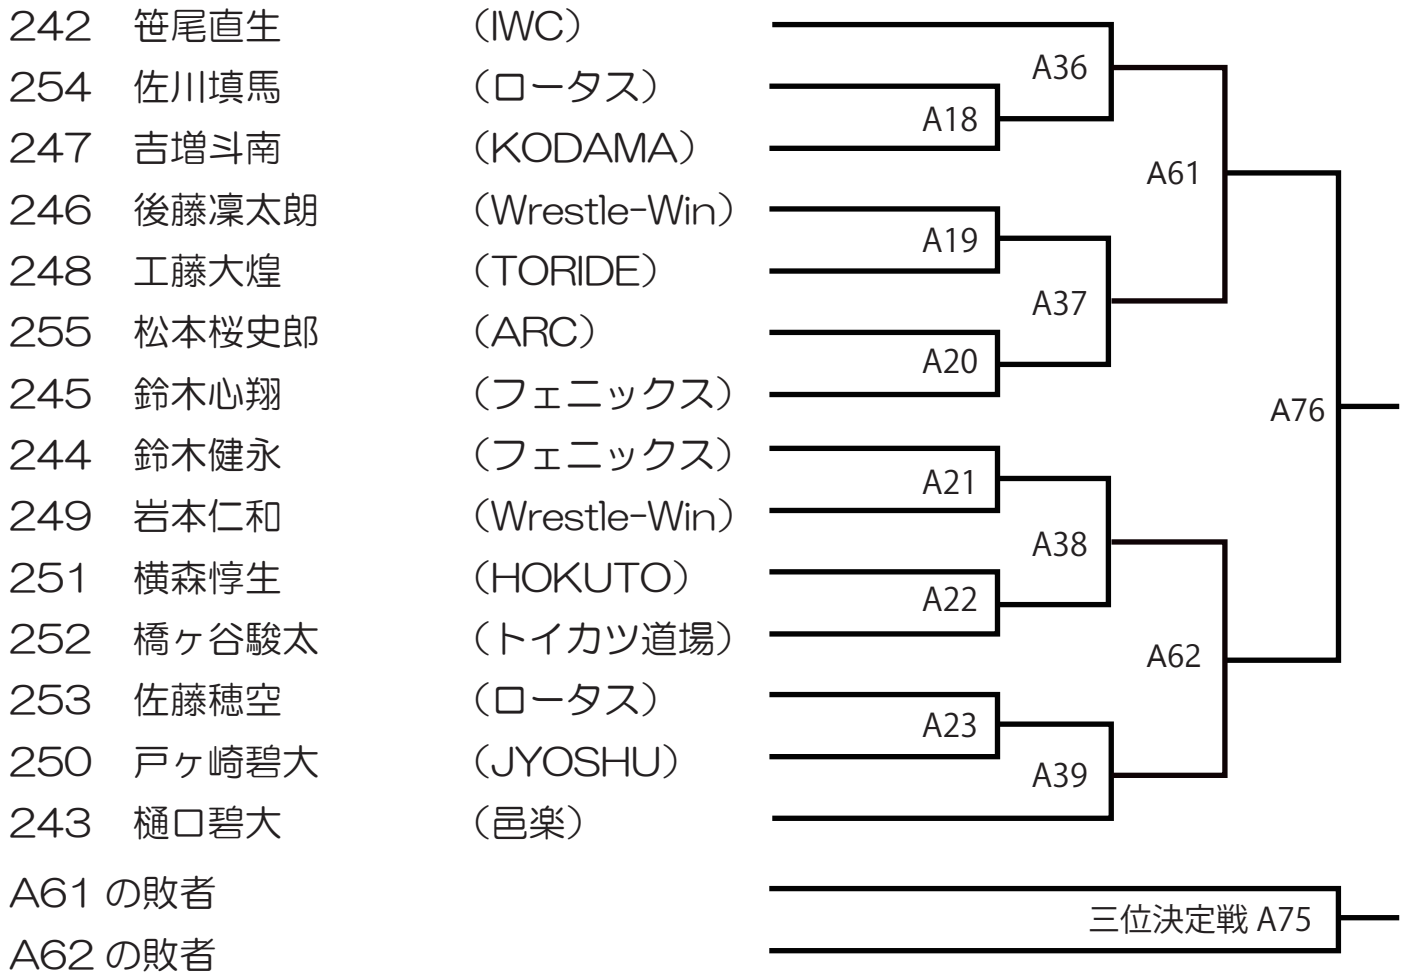 242 笹尾直生 （IWC）
A36
254 佐川塡馬 （ロータス）
A18
247 吉増斗南 （KODAMA）
A61
246 後藤凜太朗 （Wrestle-Win）
A19
248 工藤大煌 （TORIDE）
A37
255 松本桜史郎 （ARC）
A20
245 鈴木心翔 （フェニックス）
A76
244 鈴木健永 （フェニックス）
A21
249 岩本仁和 （Wrestle-Win）
A38
251 横森惇生 （HOKUTO）
A22
252 橋ヶ谷駿太 （トイカツ道場）
A62
253 佐藤穂空 （ロータス）
A23
250 戸ヶ崎碧大 （JYOSHU）
A39
243 樋口碧大 （邑楽）
A61 の敗者
三位決定戦 A75
A62 の敗者